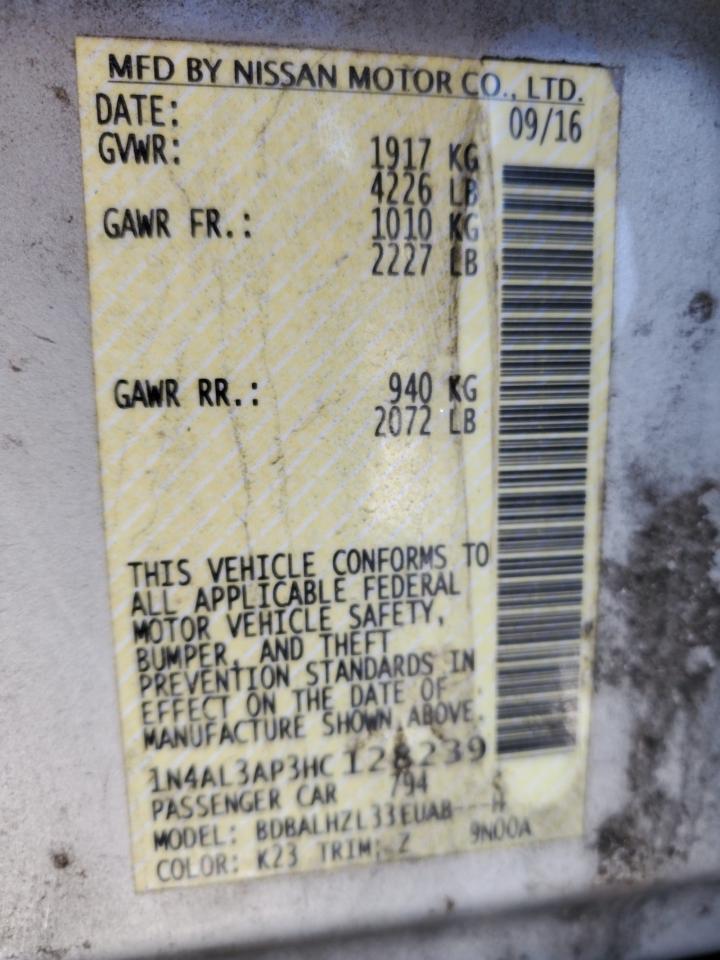 MFD BY NISSAN MOTOR CO., LTD.
DATE: 09/16
GVWR: 1917 KG
4226 LB
GAWR FR.: 1010 KG
2227 LB
GAWR RR.: 940 KG
2072 LB
THIS VEHICLE CONFORMS TO
ALL APPLICABLE FEDERAL
MOTOR VEHICLE SAFETY,
BUMPER, AND THEFT
PREVENTION STANDARDS IN
EFFECT ON THE DATE OF
MANUFACTURE SHOWN ABOVE.
1N4AL3AP3HC 128239
PASSENGER CAR /94 S
MODEL: BDBALHZL33EUAB---H
COLOR: K23 TRIM: Z 9N00A